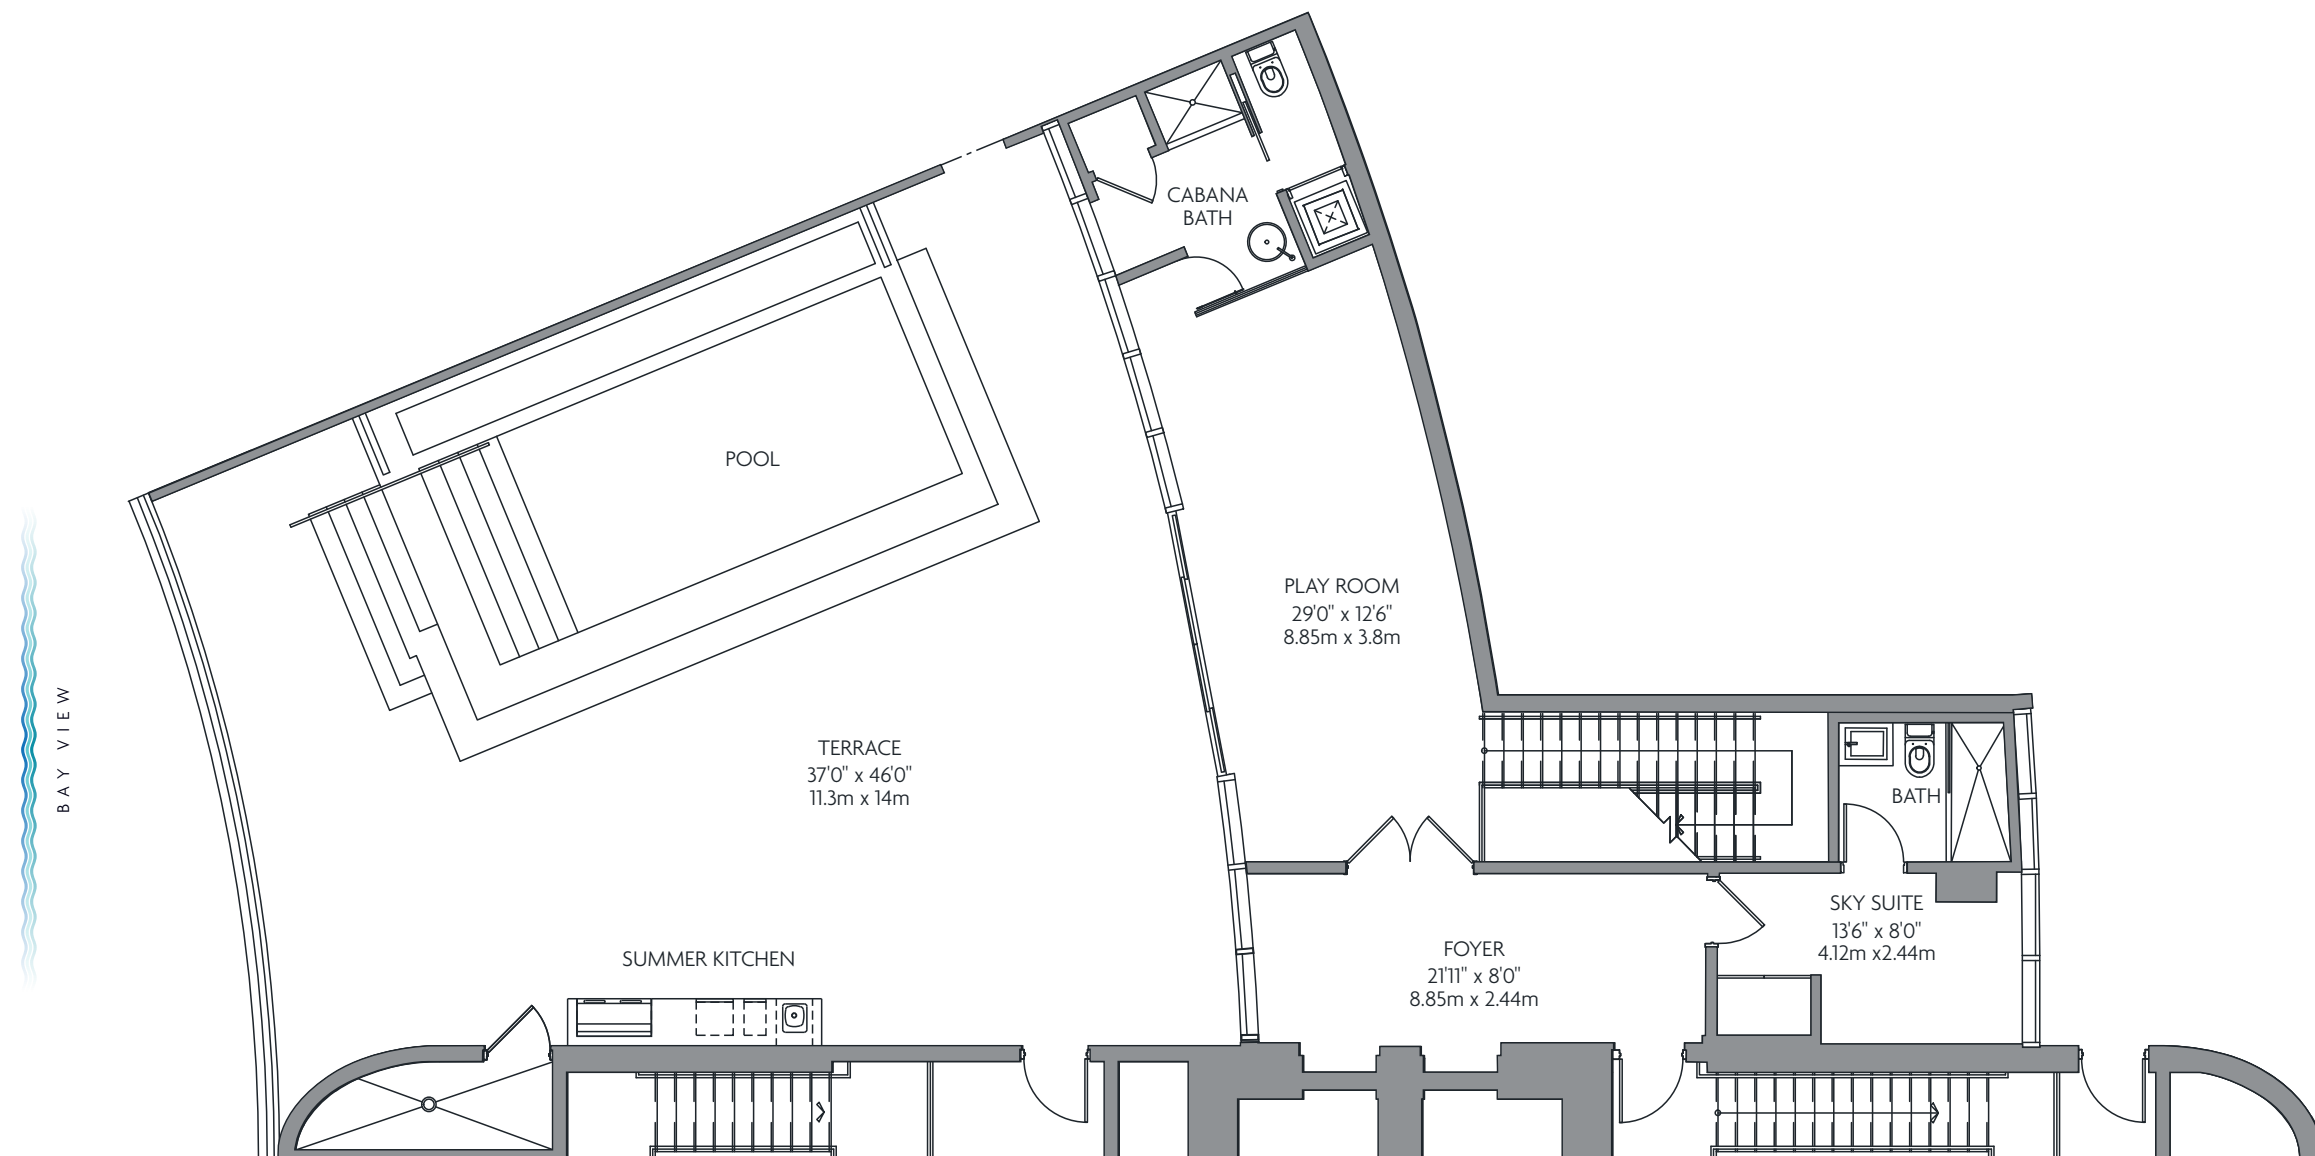 CABANA
BATH
POOL
PLAY ROOM
29'0" x 12'6"
8.85m x 3.8m
BAY VIEW
TERRACE
37'0" x 46'0"
11.3m x 14m
BATH
SKY SUITE
13'6" x 8'0"
4.12m x2.44m
SUMMER KITCHEN
FOYER
21'11" x 8'0"
8.85m x 2.44m